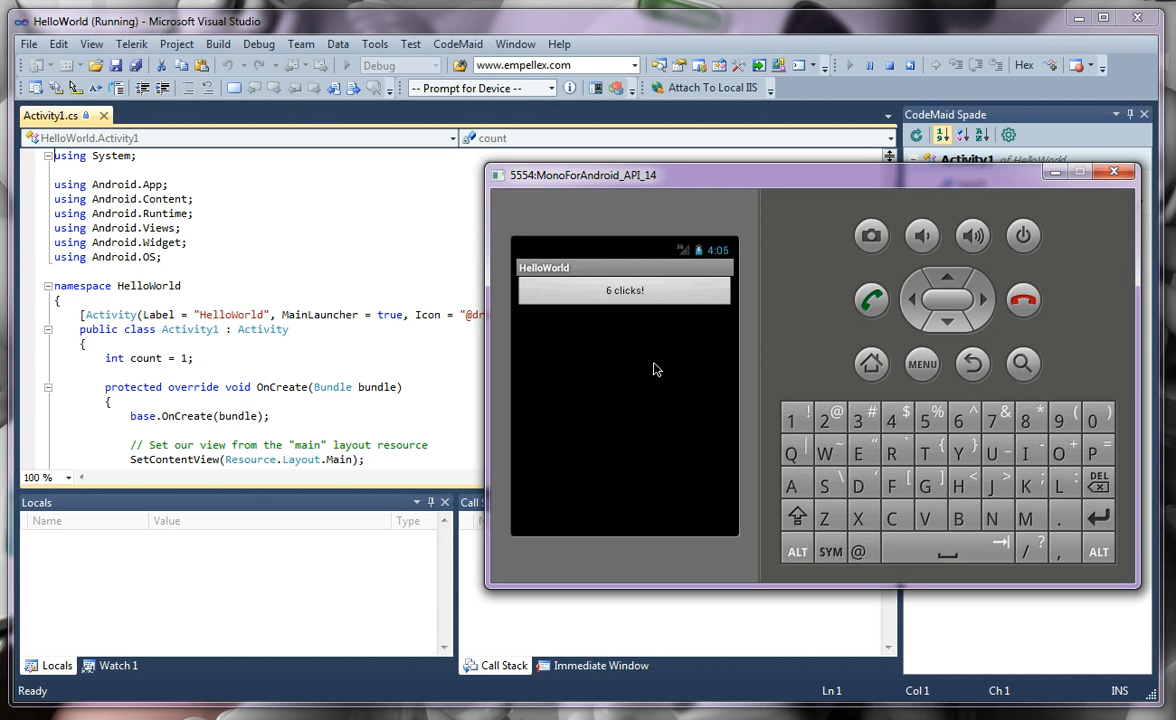 HelloWorld (Running) - Microsoft Visual Studio
File Edit View Telerik Project Build Debug Team Data Tools Test CodeMaid Window Help
Debug www.empellex.com Hex
-- Prompt for Device -- Attach To Local IIS
Activity1.cs
HelloWorld.Activity1 count
using System;
using Android.App;
using Android.Content;
using Android.Runtime;
using Android.Views;
using Android.Widget;
using Android.OS;
namespace HelloWorld
{
[Activity(Label = "HelloWorld", MainLauncher = true, Icon = "@dr
public class Activity1 : Activity
{
int count = 1;
protected override void OnCreate(Bundle bundle)
{
base.OnCreate(bundle);
// Set our view from the "main" layout resource
SetContentView(Resource.Layout.Main);
100 %
CodeMaid Spade
Activity1 of HelloWorld
5554:MonoForAndroid_API_14
3G 4:05
HelloWorld
6 clicks!
MENU
1 ! 2 @ 3 # 4 $ 5 % 6 ^ 7 & 8 * 9 ( 0 )
Q | W ~ E " R ` T { Y } U _ I - O + P =
A S \ D ' F [ G ] H < J > K ; L : DEL
Z X C V B N M .
ALT SYM @ / ? , ALT
Locals
Name Value Type
Call S
Locals Watch 1
Call Stack Immediate Window
Ready Ln 1 Col 1 Ch 1 INS